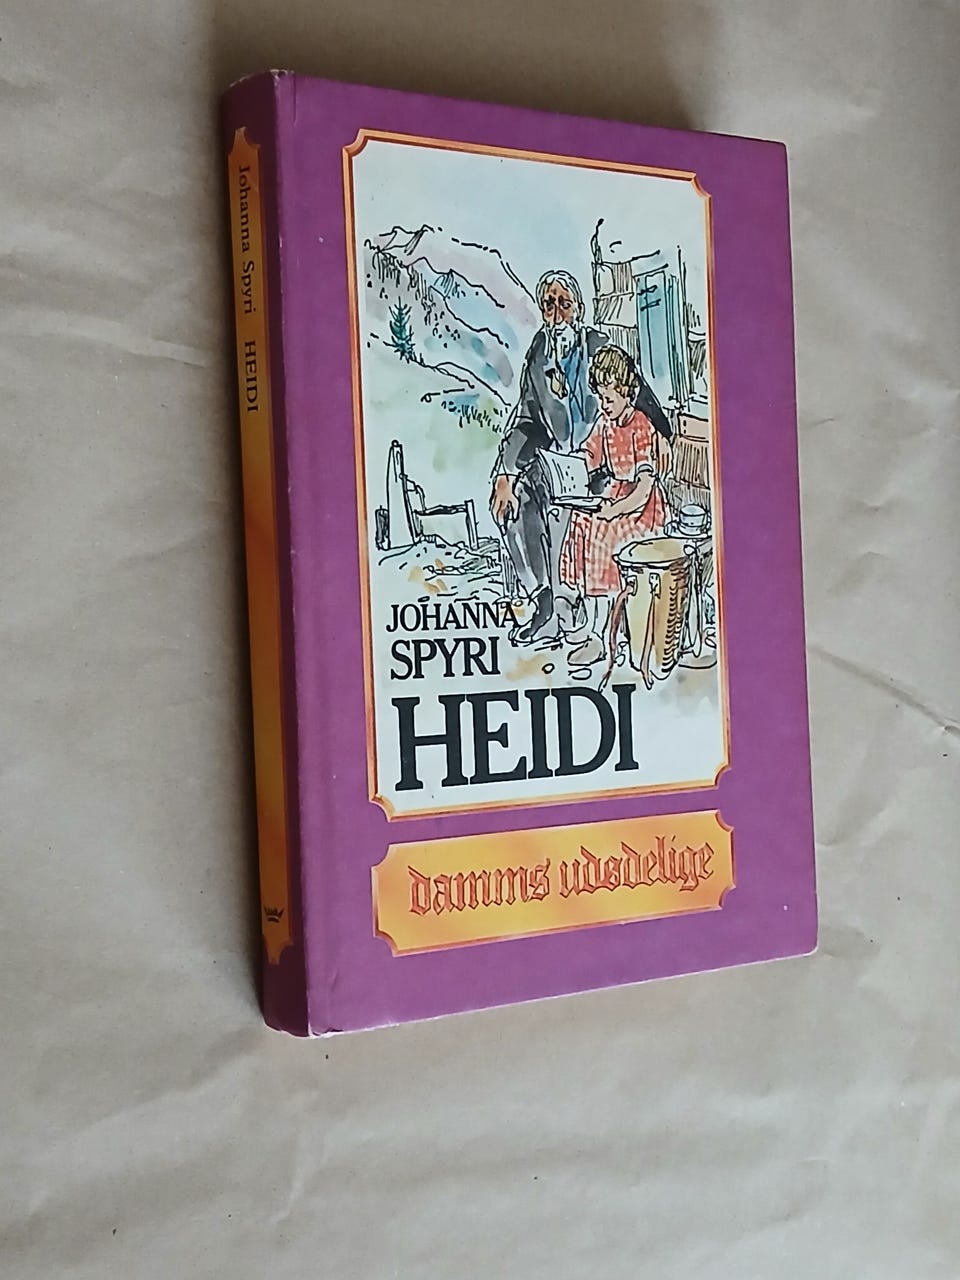 Johanna Spyri HEIDI
JOHANNA
SPYRI
HEIDI
damms udødelige